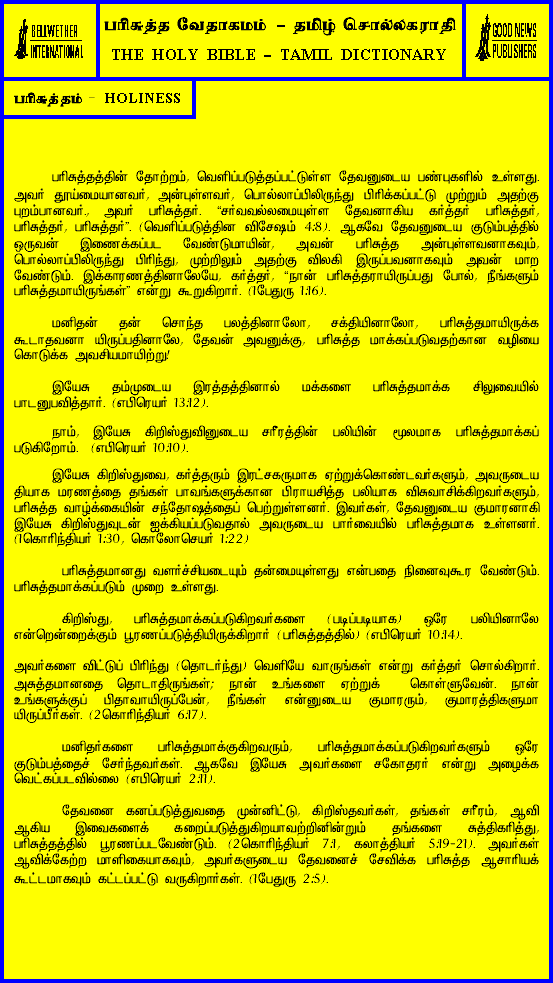 BELLWETHER
INTERNATIONAL
பரிசுத்த வேதாகமம் - தமிழ் சொல்லகராதி
THE HOLY BIBLE - TAMIL DICTIONARY
GOOD NEWS
PUBLISHERS
பரிசுத்தம் - HOLINESS
பரிசுத்தத்தின் தோற்றம், வெளிப்படுத்தப்பட்டுள்ள தேவனுடைய பண்புகளில் உள்ளது.
அவர் தூய்மையானவர், அன்புள்ளவர், பொல்லாப்பிலிருந்து பிரிக்கப்பட்டு முற்றும் அதற்கு
புறம்பானவர்., அவர் பரிசுத்தர். “சர்வவல்லமையுள்ள தேவனாகிய கர்த்தர் பரிசுத்தர்,
பரிசுத்தர், பரிசுத்தர்”. (வெளிப்படுத்தின விசேஷம் 4:8). ஆகவே தேவனுடைய குடும்பத்தில்
ஒருவன் இணைக்கப்பட வேண்டுமாயின், அவன் பரிசுத்த அன்புள்ளவனாகவும்,
பொல்லாப்பிலிருந்து பிரிந்து, முற்றிலும் அதற்கு விலகி இருப்பவனாகவும் அவன் மாற
வேண்டும். இக்காரணத்தினாலேயே, கர்த்தர், “நான் பரிசுத்தராயிருப்பது போல், நீங்களும்
பரிசுத்தமாயிருங்கள்” என்று கூறுகிறார். (1பேதுரு 1:16).
மனிதன் தன் சொந்த பலத்தினாலோ, சக்தியினாலோ, பரிசுத்தமாயிருக்க
கூடாதவனா யிருப்பதினாலே, தேவன் அவனுக்கு, பரிசுத்த மாக்கப்படுவதற்கான வழியை
கொடுக்க அவசியமாயிற்று!
இயேசு தம்முடைய இரத்தத்தினால் மக்களை பரிசுத்தமாக்க சிலுவையில்
பாடனுபவித்தார். (எபிரெயர் 13:12).
நாம், இயேசு கிறிஸ்துவினுடைய சரீரத்தின் பலியின் மூலமாக பரிசுத்தமாக்கப்
படுகிறோம். (எபிரெயர் 10:10).
இயேசு கிறிஸ்துவை, கர்த்தரும் இரட்சகருமாக ஏற்றுக்கொண்டவர்களும், அவருடைய
தியாக மரணத்தை தங்கள் பாவங்களுக்கான பிராயசித்த பலியாக விசுவாசிக்கிறவர்களும்,
பரிசுத்த வாழ்க்கையின் சந்தோஷத்தைப் பெற்றுள்ளனர். இவர்கள், தேவனுடைய குமாரனாகி
இயேசு கிறிஸ்துவுடன் ஐக்கியப்படுவதால் அவருடைய பார்வையில் பரிசுத்தமாக உள்ளனர்.
(1கொரிந்தியர் 1:30, கொலோசெயர் 1:22)
பரிசுத்தமானது வளர்ச்சியடையும் தன்மையுள்ளது என்பதை நினைவுகூர வேண்டும்.
பரிசுத்தமாக்கப்படும் முறை உள்ளது.
கிறிஸ்து, பரிசுத்தமாக்கப்படுகிறவர்களை (படிப்படியாக) ஒரே பலியினாலே
என்றென்றைக்கும் பூரணப்படுத்தியிருக்கிறார் (பரிசுத்தத்தில்) (எபிரெயர் 10:14).
அவர்களை விட்டுப் பிரிந்து (தொடர்ந்து) வெளியே வாருங்கள் என்று கர்த்தர் சொல்கிறார்.
அசுத்தமானதை தொடாதிருங்கள்; நான் உங்களை ஏற்றுக் கொள்ளுவேன். நான்
உங்களுக்குப் பிதாவாயிருப்பேன், நீங்கள் என்னுடைய குமாரரும், குமாரத்திகளுமா
யிருப்பீர்கள். (2கொரிந்தியர் 6:17).
மனிதர்களை பரிசுத்தமாக்குகிறவரும், பரிசுத்தமாக்கப்படுகிறவர்களும் ஒரே
குடும்பத்தைச் சேர்ந்தவர்கள். ஆகவே இயேசு அவர்களை சகோதரர் என்று அழைக்க
வெட்கப்படவில்லை (எபிரெயர் 2:11).
தேவனை கனப்படுத்துவதை முன்னிட்டு, கிறிஸ்தவர்கள், தங்கள் சரீரம், ஆவி
ஆகிய இவைகளைக் கறைப்படுத்துகிறயாவற்றினின்றும் தங்களை சுத்திகரித்து,
பரிசுத்தத்தில் பூரணப்படவேண்டும். (2கொரிந்தியர் 7:1, கலாத்தியர் 5:19-21). அவர்கள்
ஆவிக்கேற்ற மாளிகையாகவும், அவர்களுடைய தேவனைச் சேவிக்க பரிசுத்த ஆசாரியக்
கூட்டமாகவும் கட்டப்பட்டு வருகிறார்கள். (1பேதுரு 2:5).